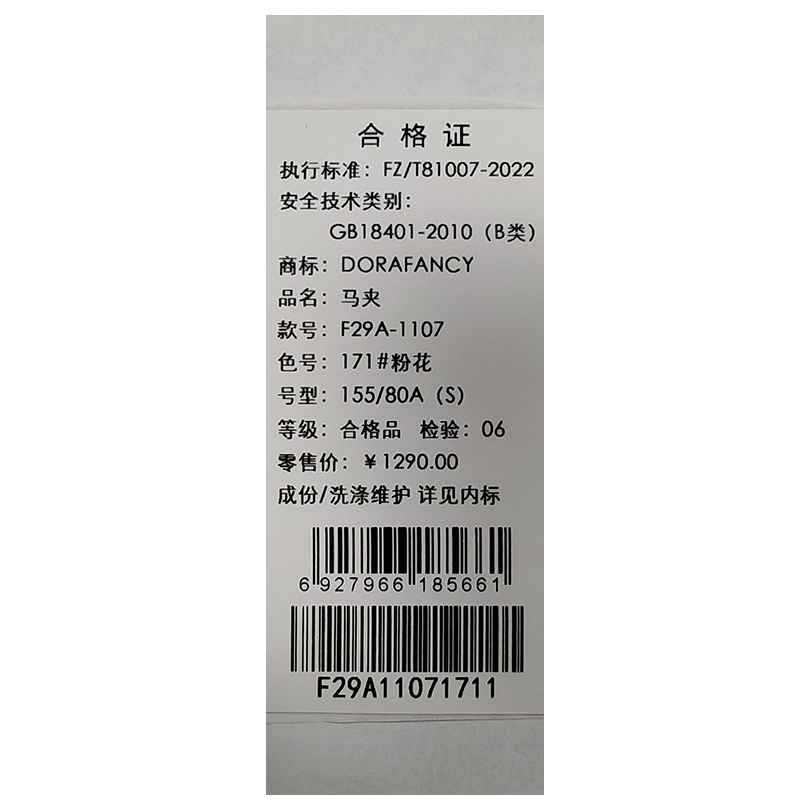 合格证
执行标准：FZ/T81007-2022
安全技术类别：
GB18401-2010（B类）
商标：DORAFANCY
品名：马夹
款号：F29A-1107
色号：171#粉花
号型：155/80A（S）
等级：合格品 检验：06
零售价：￥1290.00
成份/洗涤维护 详见内标
6 927966 185661
F29A11071711